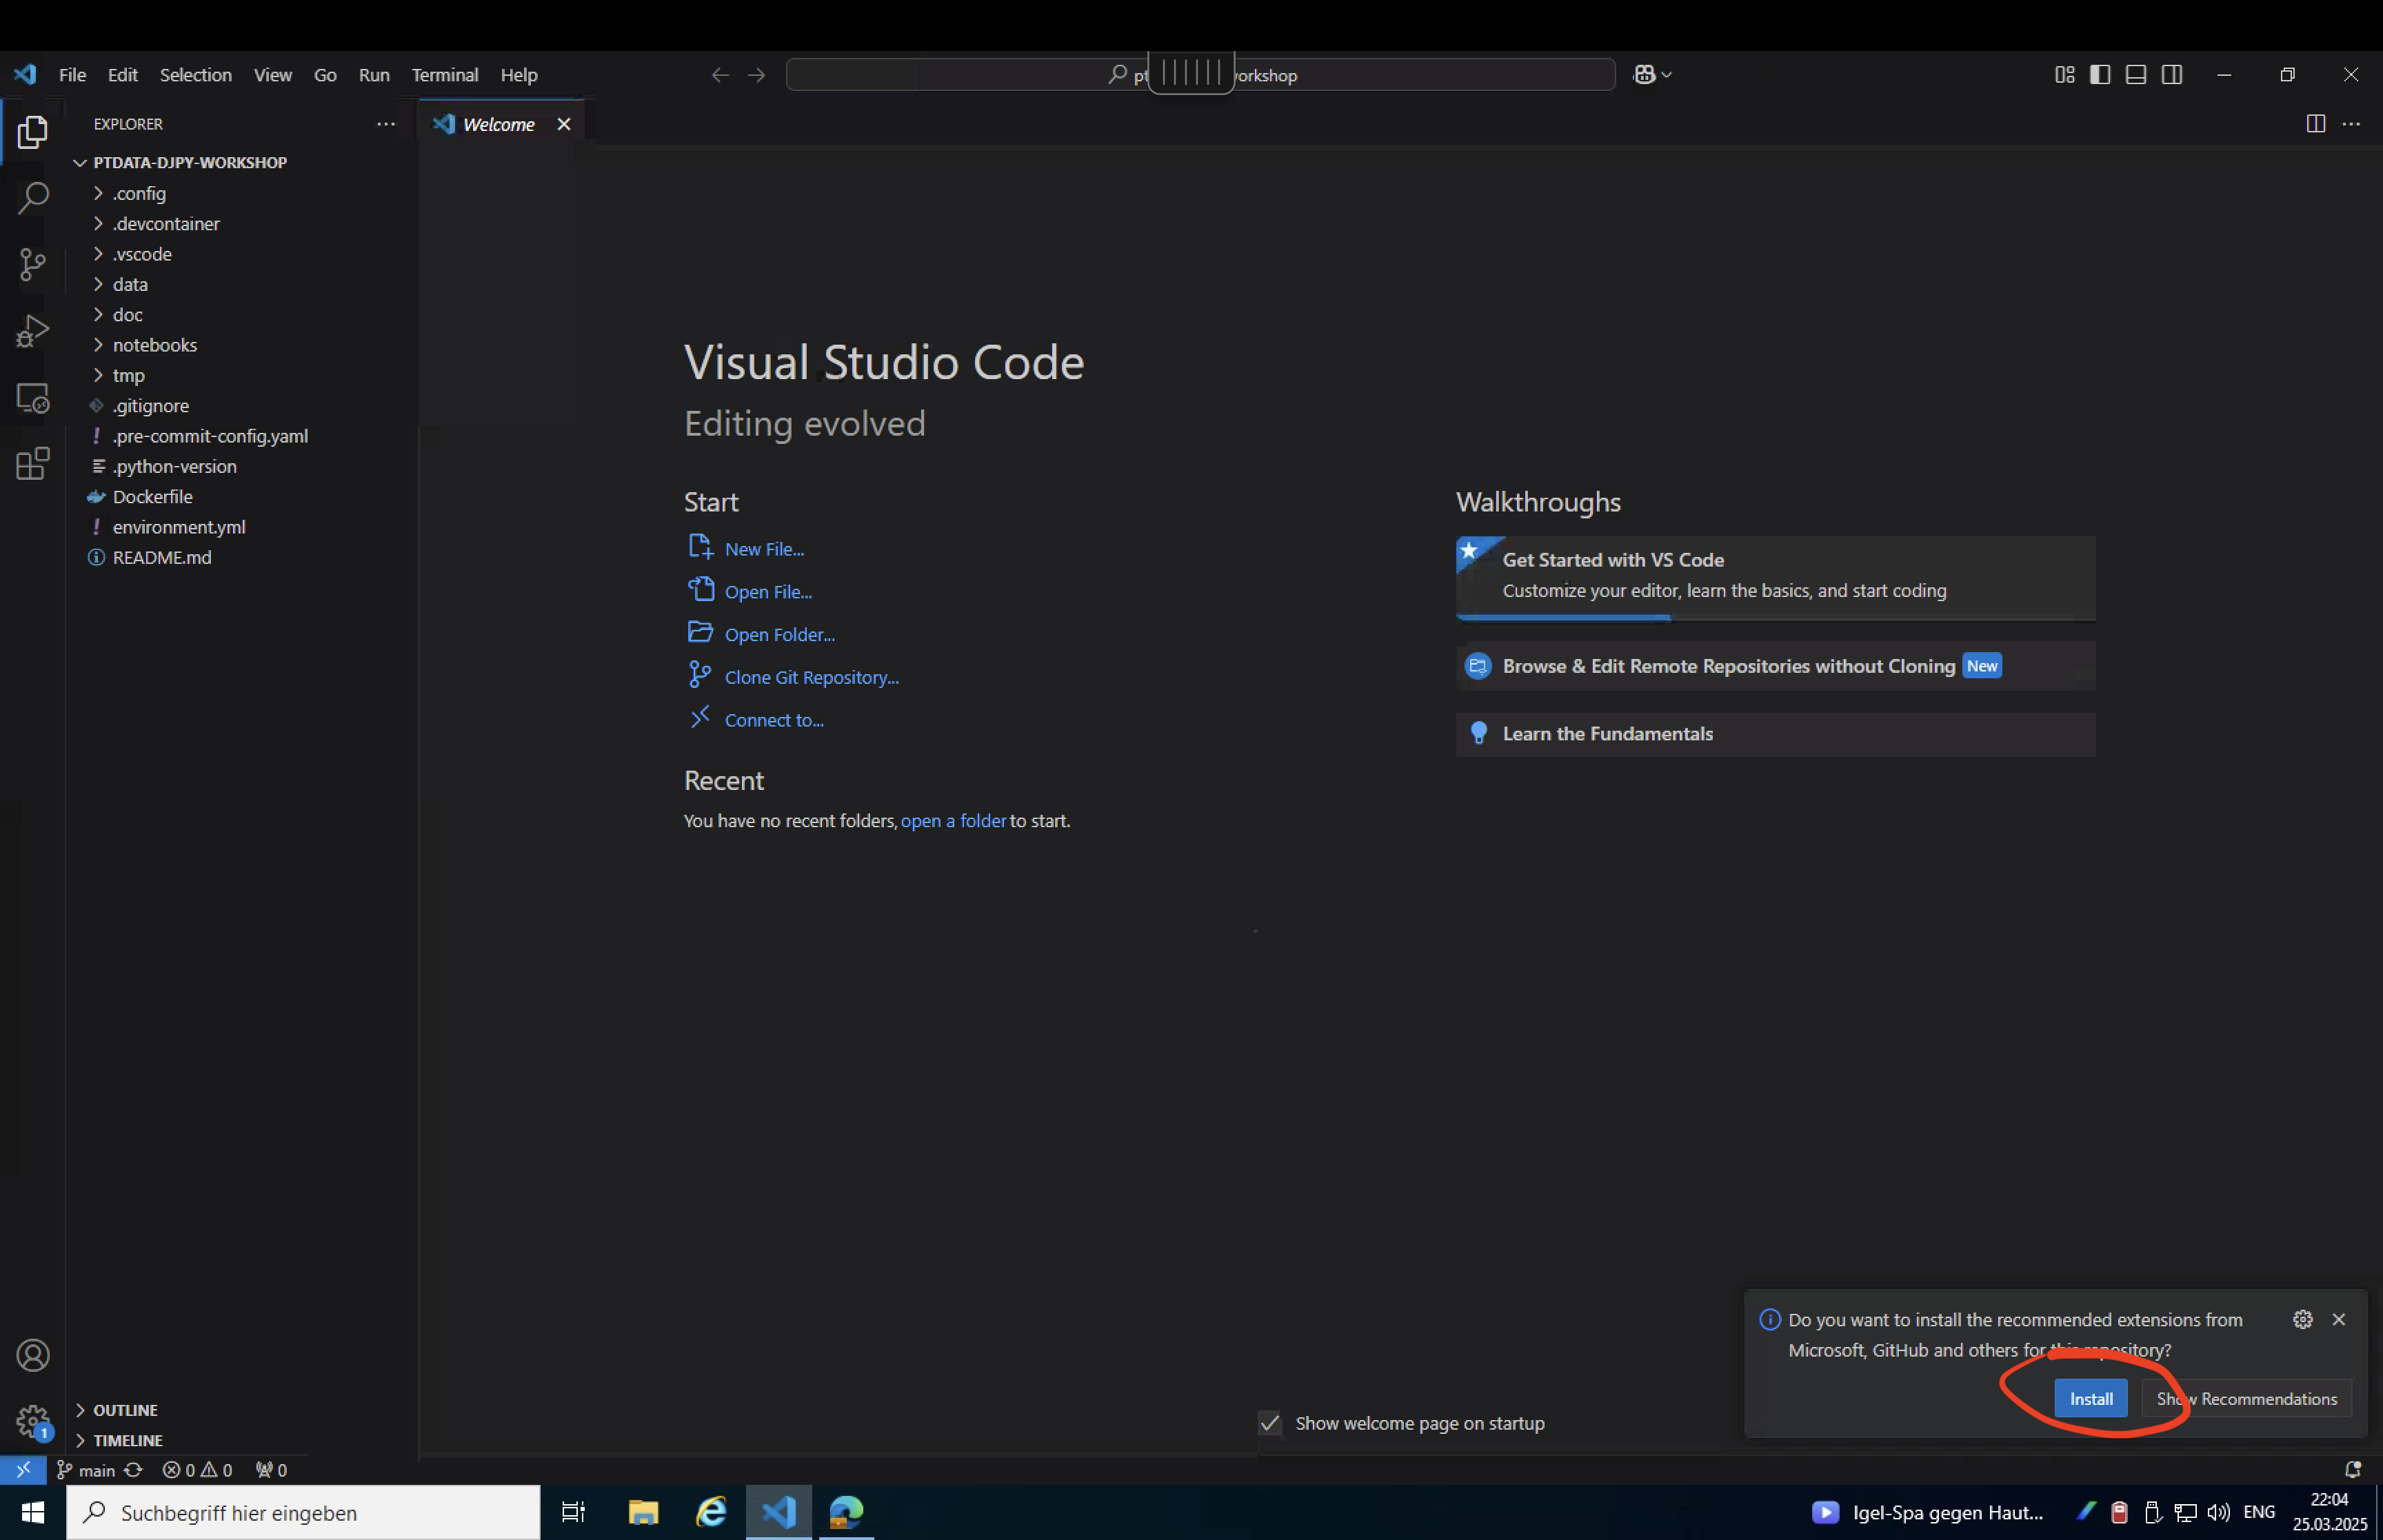 File Edit Selection View Go Run Terminal Help
pt
orkshop
EXPLORER
Welcome
PTDATA-DJPY-WORKSHOP
.config
.devcontainer
.vscode
data
doc
notebooks
tmp
.gitignore
.pre-commit-config.yaml
.python-version
Dockerfile
environment.yml
README.md
OUTLINE
TIMELINE
Visual Studio Code
Editing evolved
Start
New File...
Open File...
Open Folder...
Clone Git Repository...
Connect to...
Recent
You have no recent folders, open a folder to start.
Walkthroughs
Get Started with VS Code
Customize your editor, learn the basics, and start coding
Browse & Edit Remote Repositories without Cloning New
Learn the Fundamentals
Show welcome page on startup
Do you want to install the recommended extensions from
Microsoft, GitHub and others for this repository?
Install
Show Recommendations
1
main 0 0 0
Suchbegriff hier eingeben
Igel-Spa gegen Haut...
ENG
22:04
25.03.2025